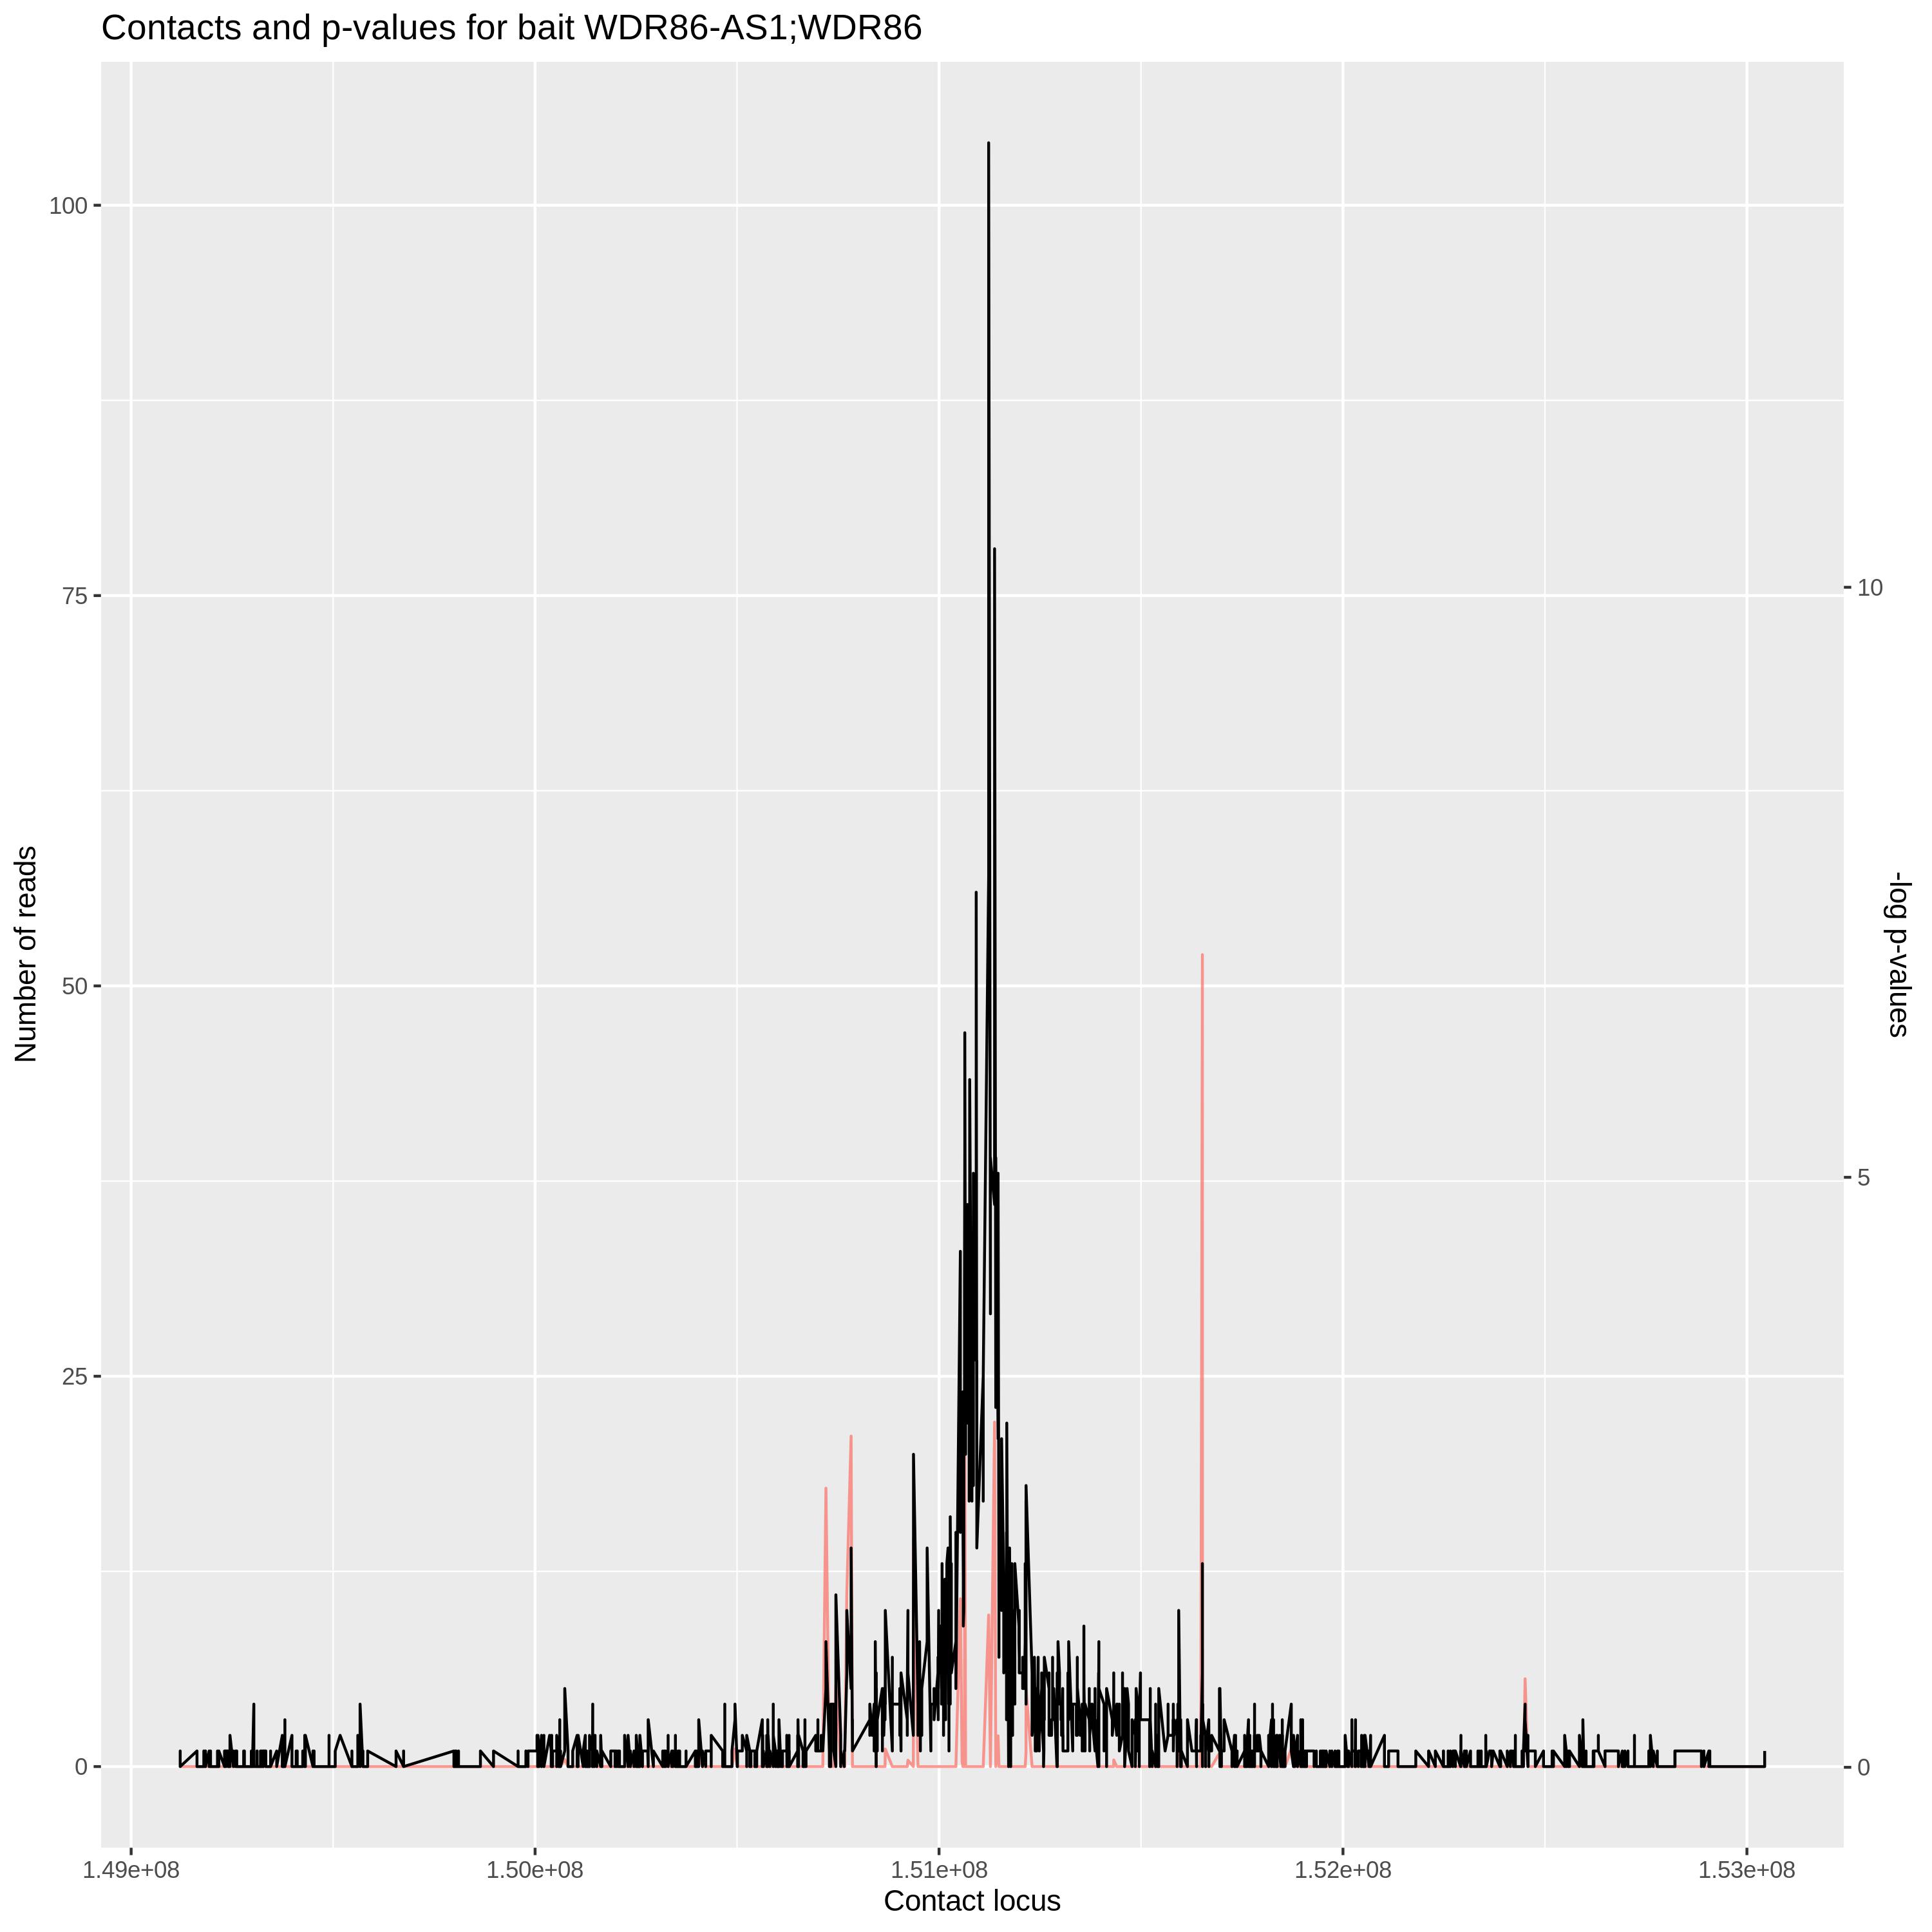 Contacts and p-values for bait WDR86-AS1;WDR86
100
75
50
25
0
Number of reads
10
5
0
-log p-values
1.49e+08
1.50e+08
1.51e+08
1.52e+08
1.53e+08
Contact locus